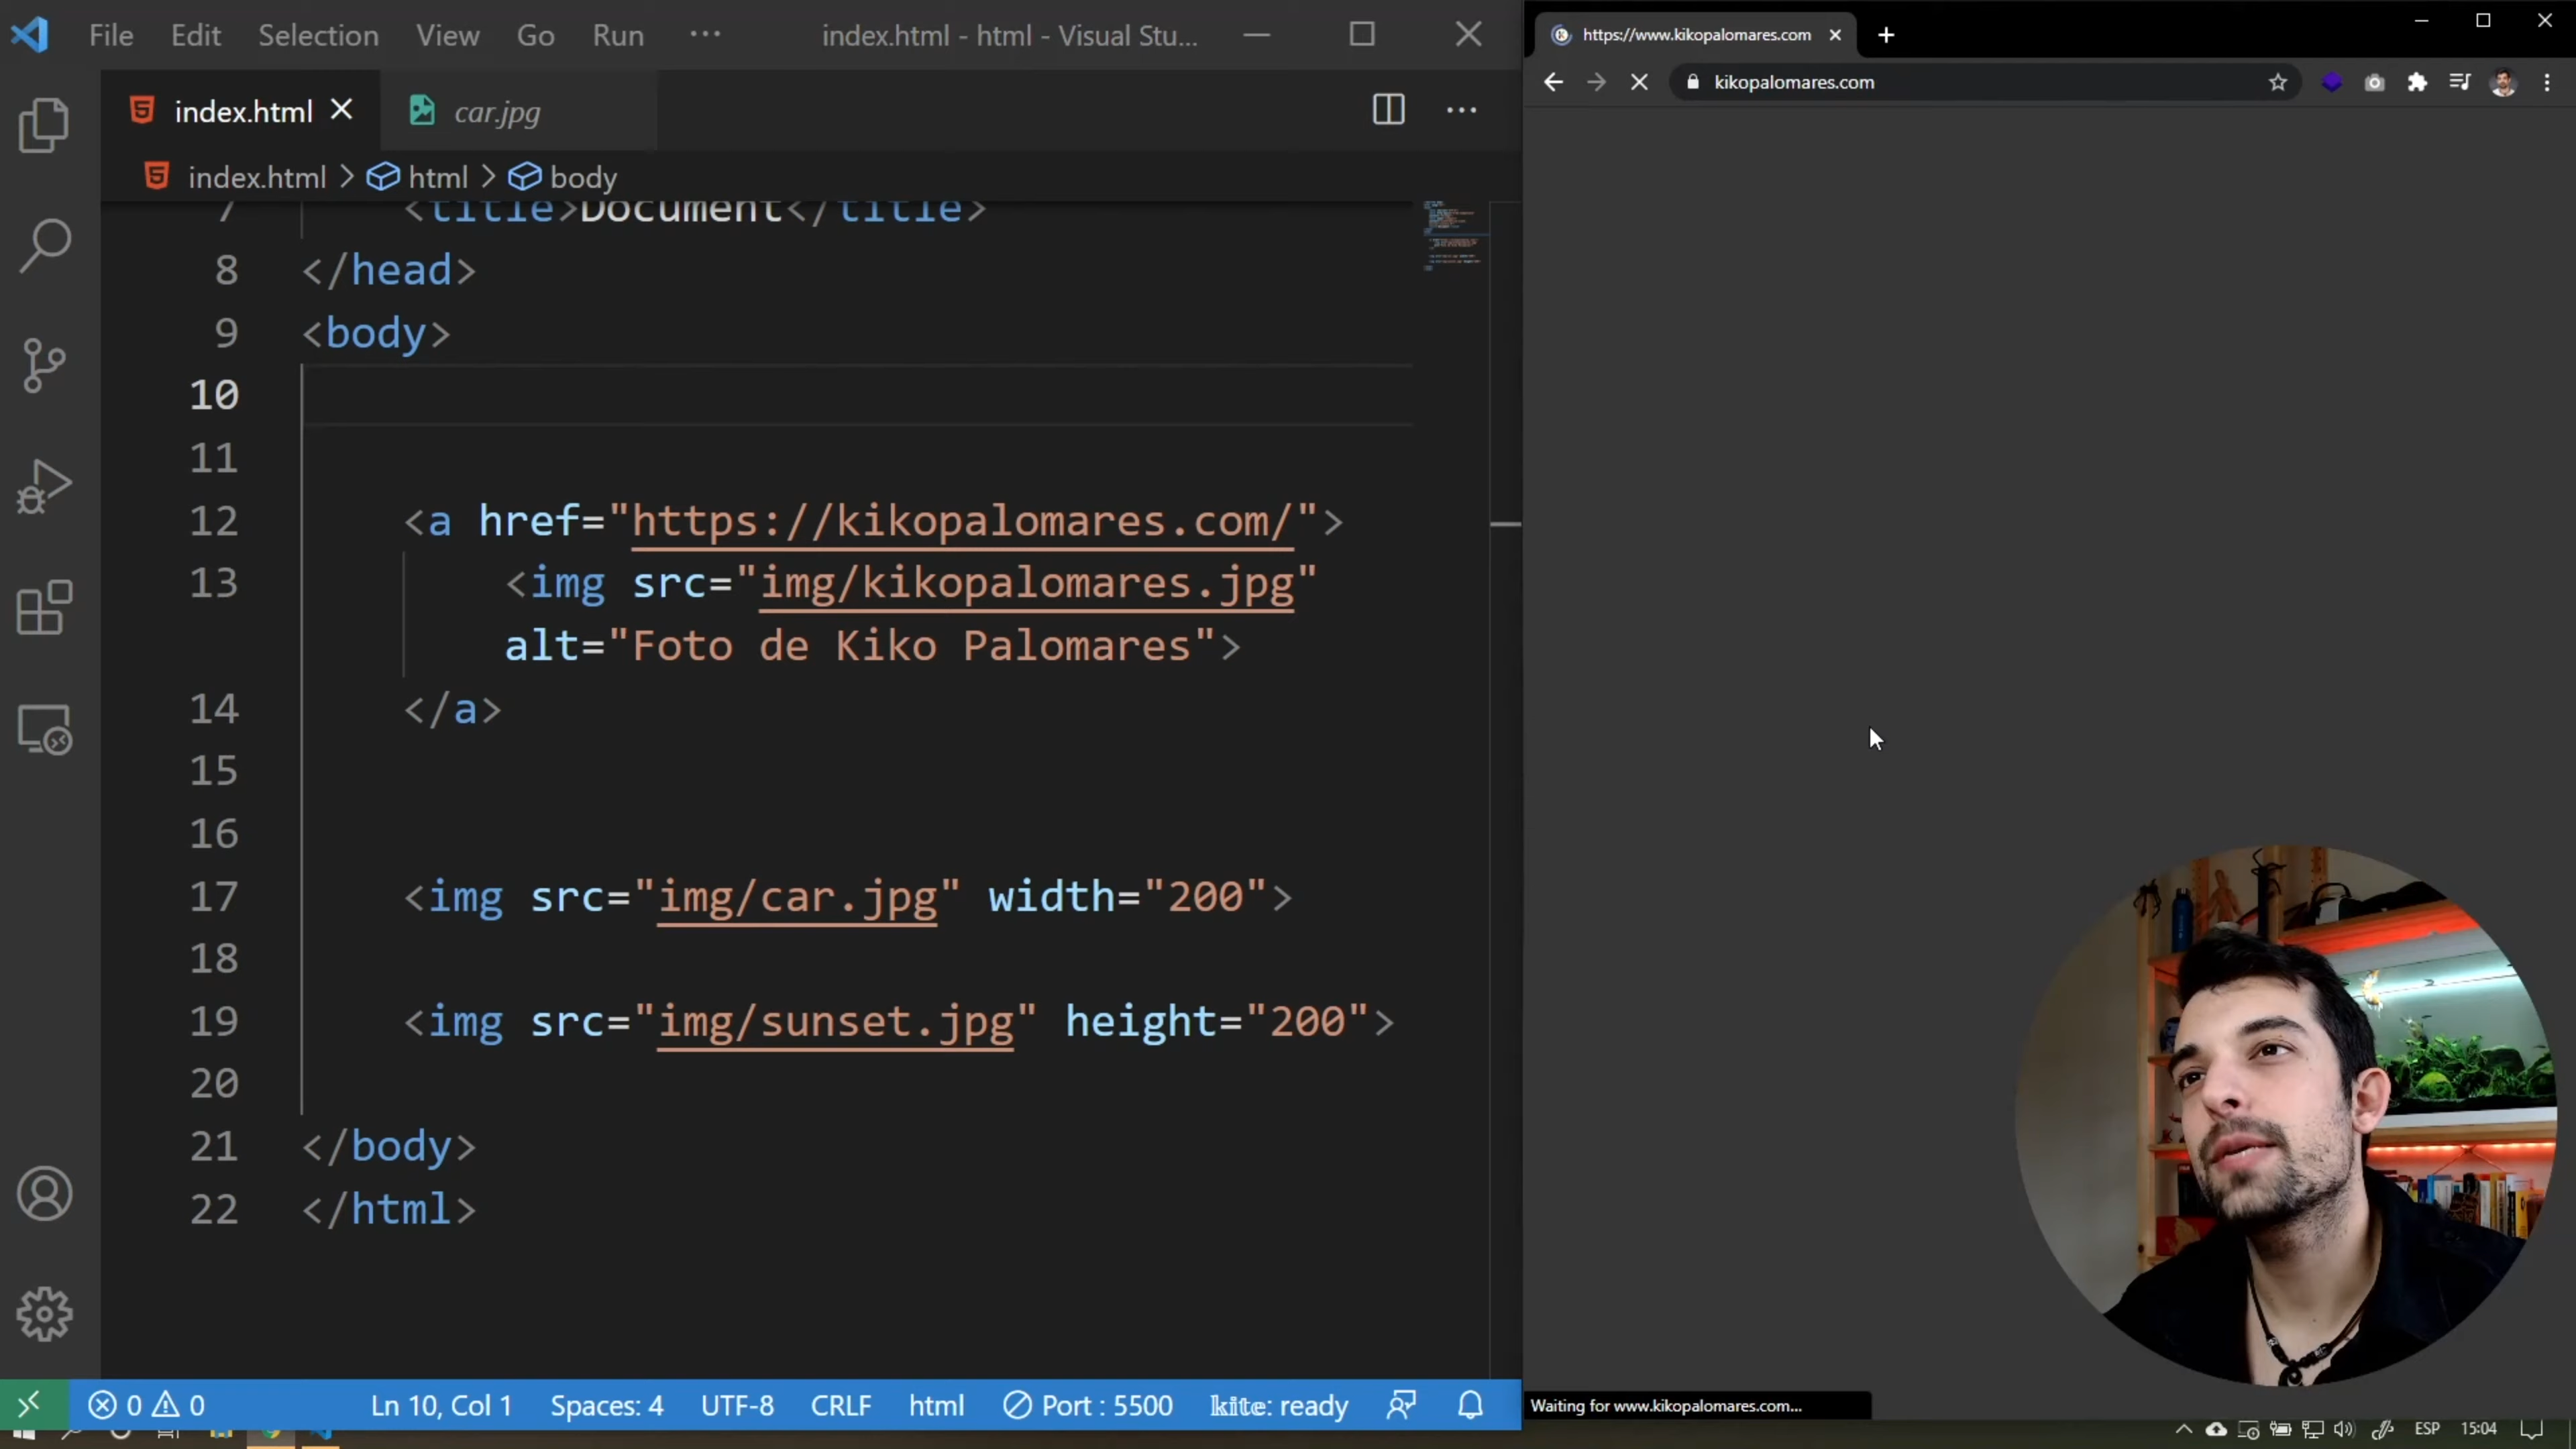 File Edit Selection View Go Run ··· index.html - html - Visual Stu...
index.html car.jpg
index.html > html > body
7 <title>Document</title>
8 </head>
9 <body>
10
11
12 <a href="https://kikopalomares.com/">
13 <img src="img/kikopalomares.jpg"
alt="Foto de Kiko Palomares">
14 </a>
15
16
17 <img src="img/car.jpg" width="200">
18
19 <img src="img/sunset.jpg" height="200">
20
21 </body>
22 </html>
0 0 Ln 10, Col 1 Spaces: 4 UTF-8 CRLF html Port : 5500 kite: ready
https://www.kikopalomares.com
kikopalomares.com
Waiting for www.kikopalomares.com...
ESP 15:04